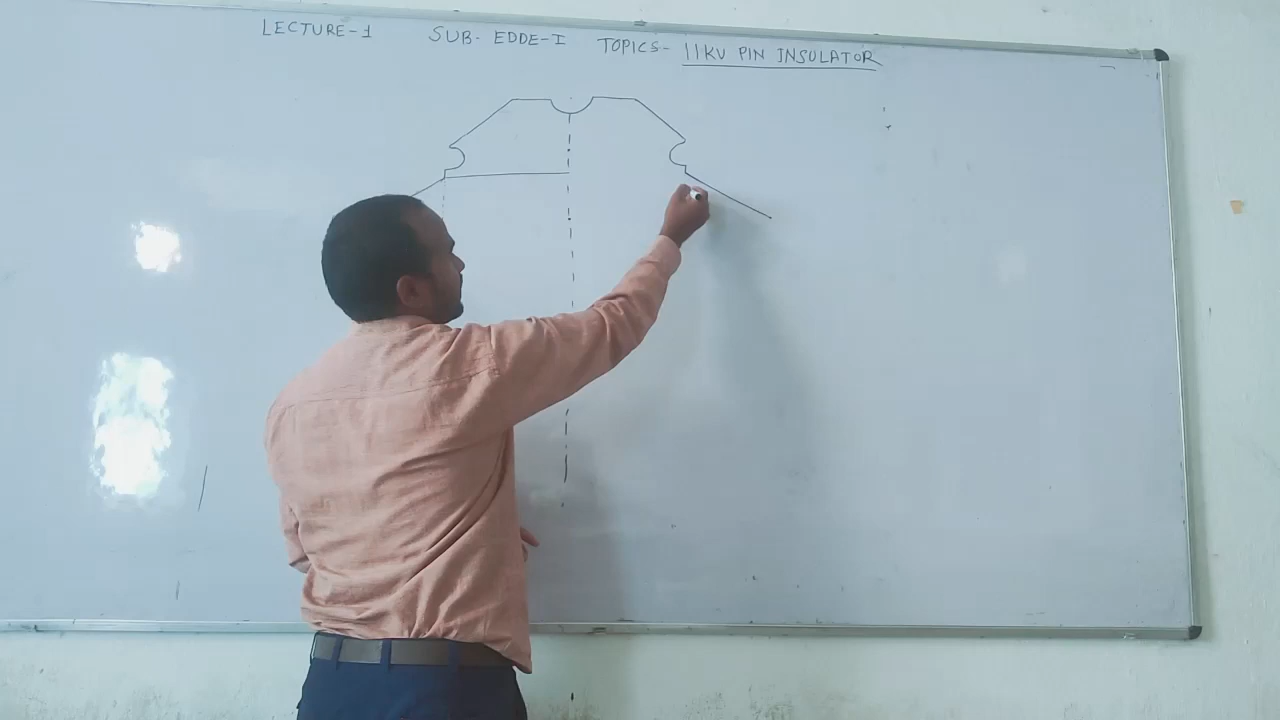 LECTURE-1 SUB- EDDE-I TOPICS- 11KV PIN INSULATOR